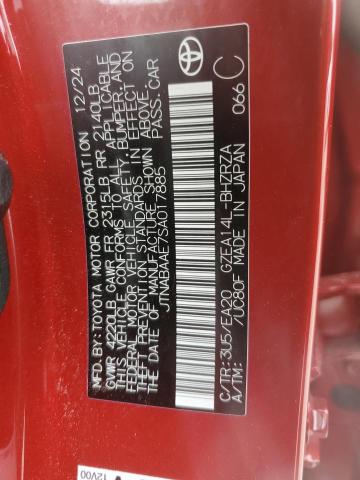 MFD.BY:TOYOTA MOTOR CORPORATION 12/24
GVWR 4220LB GAWR FR 2315LB RR 2140LB
THIS VEHICLE CONFORMS TO ALL APPLICABLE
FEDERAL MOTOR VEHICLE SAFETY, BUMPER, AND
THEFT PREVENTION STANDARDS IN EFFECT ON
THE DATE OF MANUFACTURE SHOWN ABOVE.
JTNABAAE7SA017885 PASS.CAR
C
C/TR:3U5/EA20 GZEA14L-BHZRZA 066
A/TM: /UC80F MADE IN JAPAN
12V00